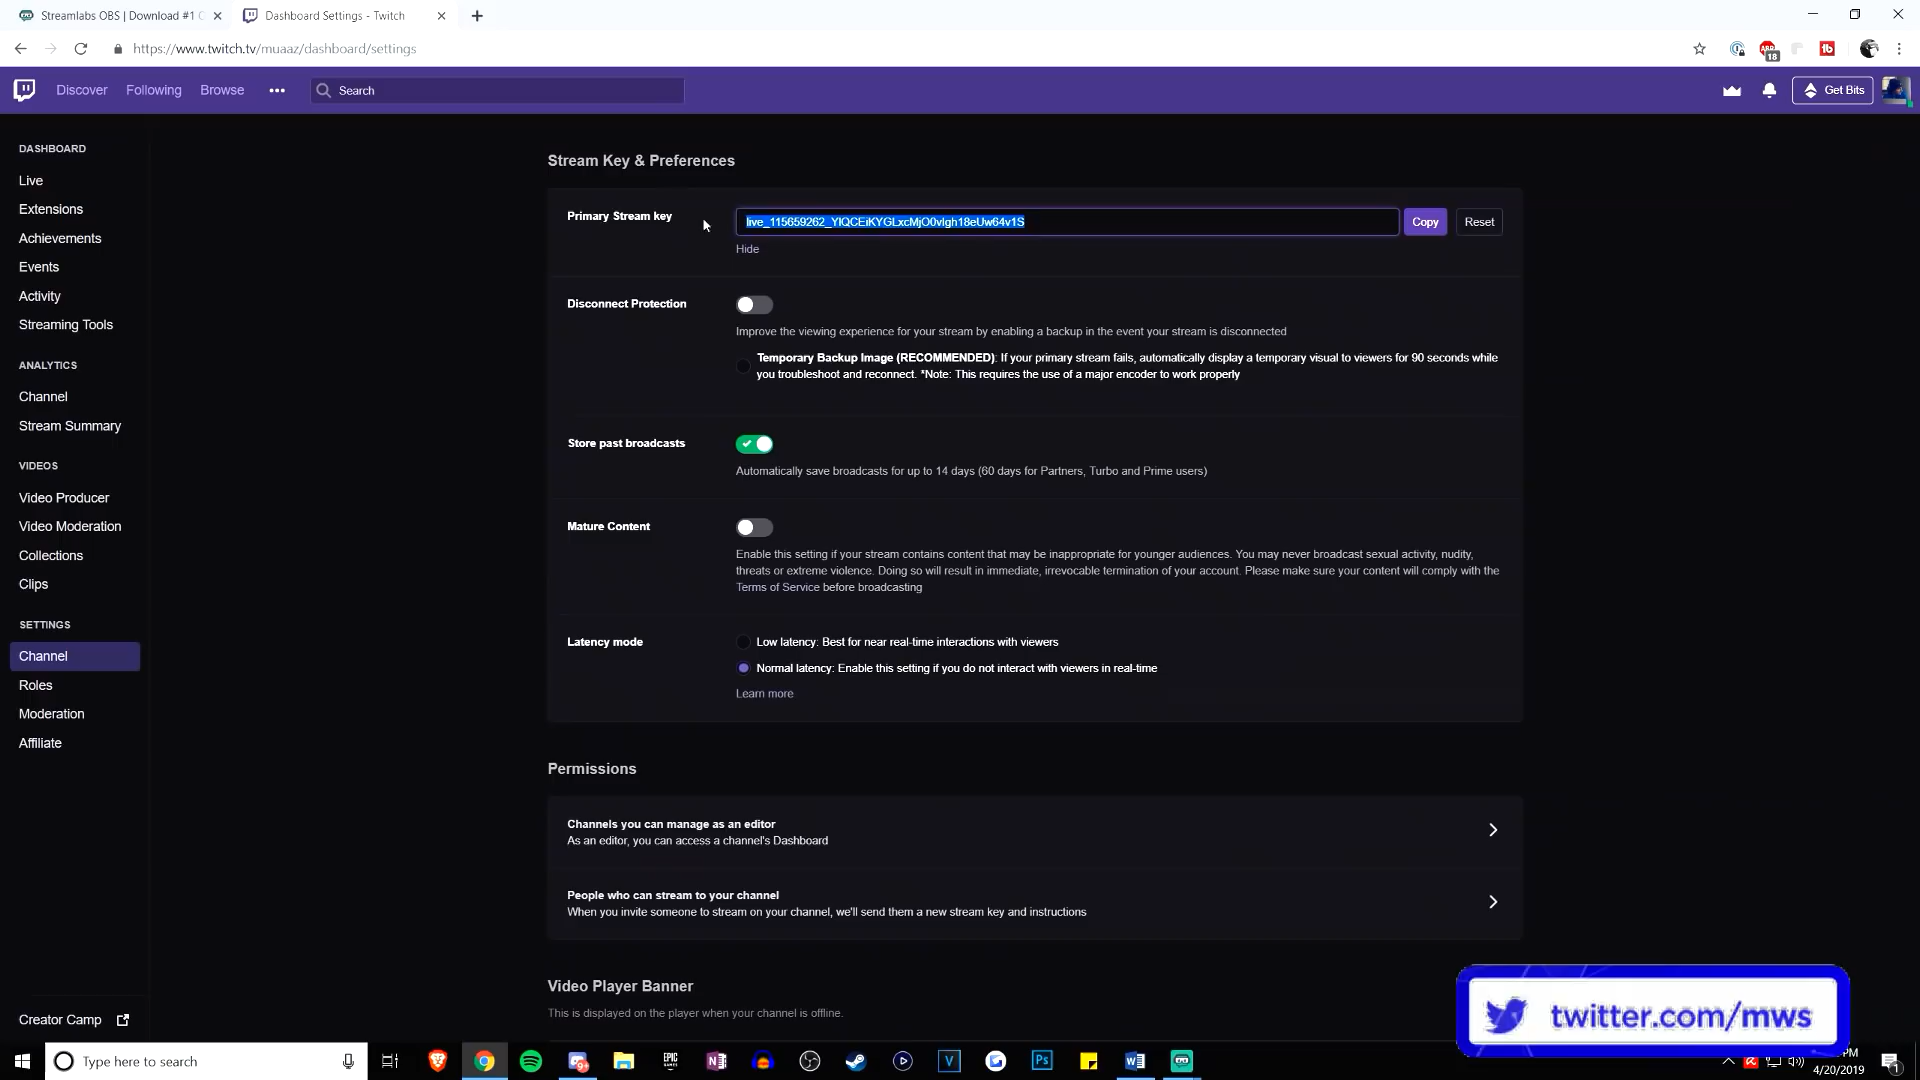 Streamlabs OBS | Download #1
Dashboard Settings - Twitch
https://www.twitch.tv/muaaz/dashboard/settings
18
Discover Following Browse ••• Search
Get Bits
DASHBOARD
Live
Extensions
Achievements
Events
Activity
Streaming Tools
ANALYTICS
Channel
Stream Summary
VIDEOS
Video Producer
Video Moderation
Collections
Clips
SETTINGS
Channel
Roles
Moderation
Affiliate
Creator Camp
Stream Key & Preferences
Primary Stream key
Copy
Reset
Hide
Disconnect Protection
Improve the viewing experience for your stream by enabling a backup in the event your stream is disconnected
Temporary Backup Image (RECOMMENDED): If your primary stream fails, automatically display a temporary visual to viewers for 90 seconds while
you troubleshoot and reconnect. *Note: This requires the use of a major encoder to work properly
Store past broadcasts
Automatically save broadcasts for up to 14 days (60 days for Partners, Turbo and Prime users)
Mature Content
Enable this setting if your stream contains content that may be inappropriate for younger audiences. You may never broadcast sexual activity, nudity,
threats or extreme violence. Doing so will result in immediate, irrevocable termination of your account. Please make sure your content will comply with the
Terms of Service before broadcasting
Latency mode
Low latency: Best for near real-time interactions with viewers
Normal latency: Enable this setting if you do not interact with viewers in real-time
Learn more
Permissions
Channels you can manage as an editor
As an editor, you can access a channel's Dashboard
People who can stream to your channel
When you invite someone to stream on your channel, we'll send them a new stream key and instructions
Video Player Banner
This is displayed on the player when your channel is offline.
twitter.com/mws
Type here to search
EPIC GAMES
PM
4/20/2019